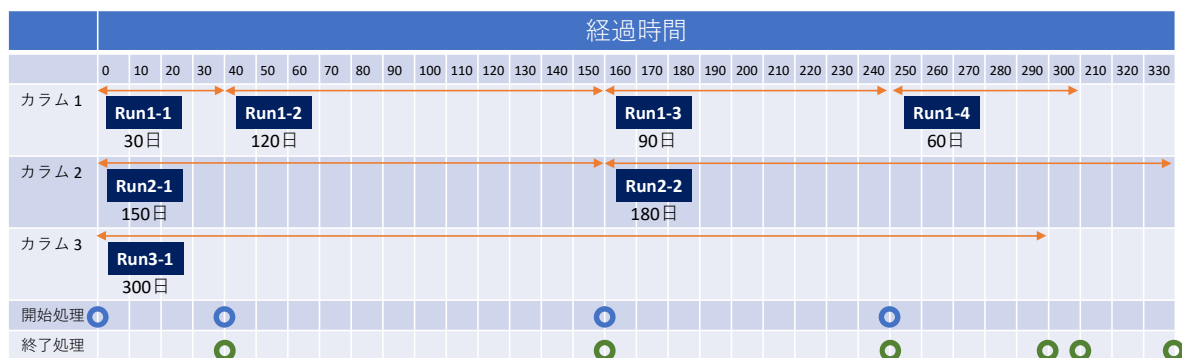 経過時間
0 10 20 30 40 50 60 70 80 90 100 110 120 130 140 150 160 170 180 190 200 210 220 230 240 250 260 270 280 290 300 210 320 330
カラム1
Run1-1 Run1-2 Run1-3 Run1-4
30日 120日 90日 60日
カラム2
Run2-1 Run2-2
150日 180日
カラム3
Run3-1
300日
開始処理
終了処理